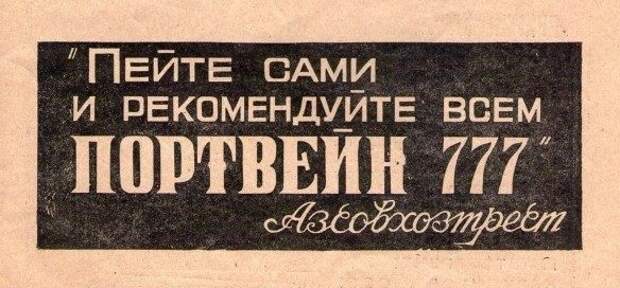 "Пейте сами
и рекомендуйте всем
ПОРТВЕЙН 777"
Азсовхозтрест